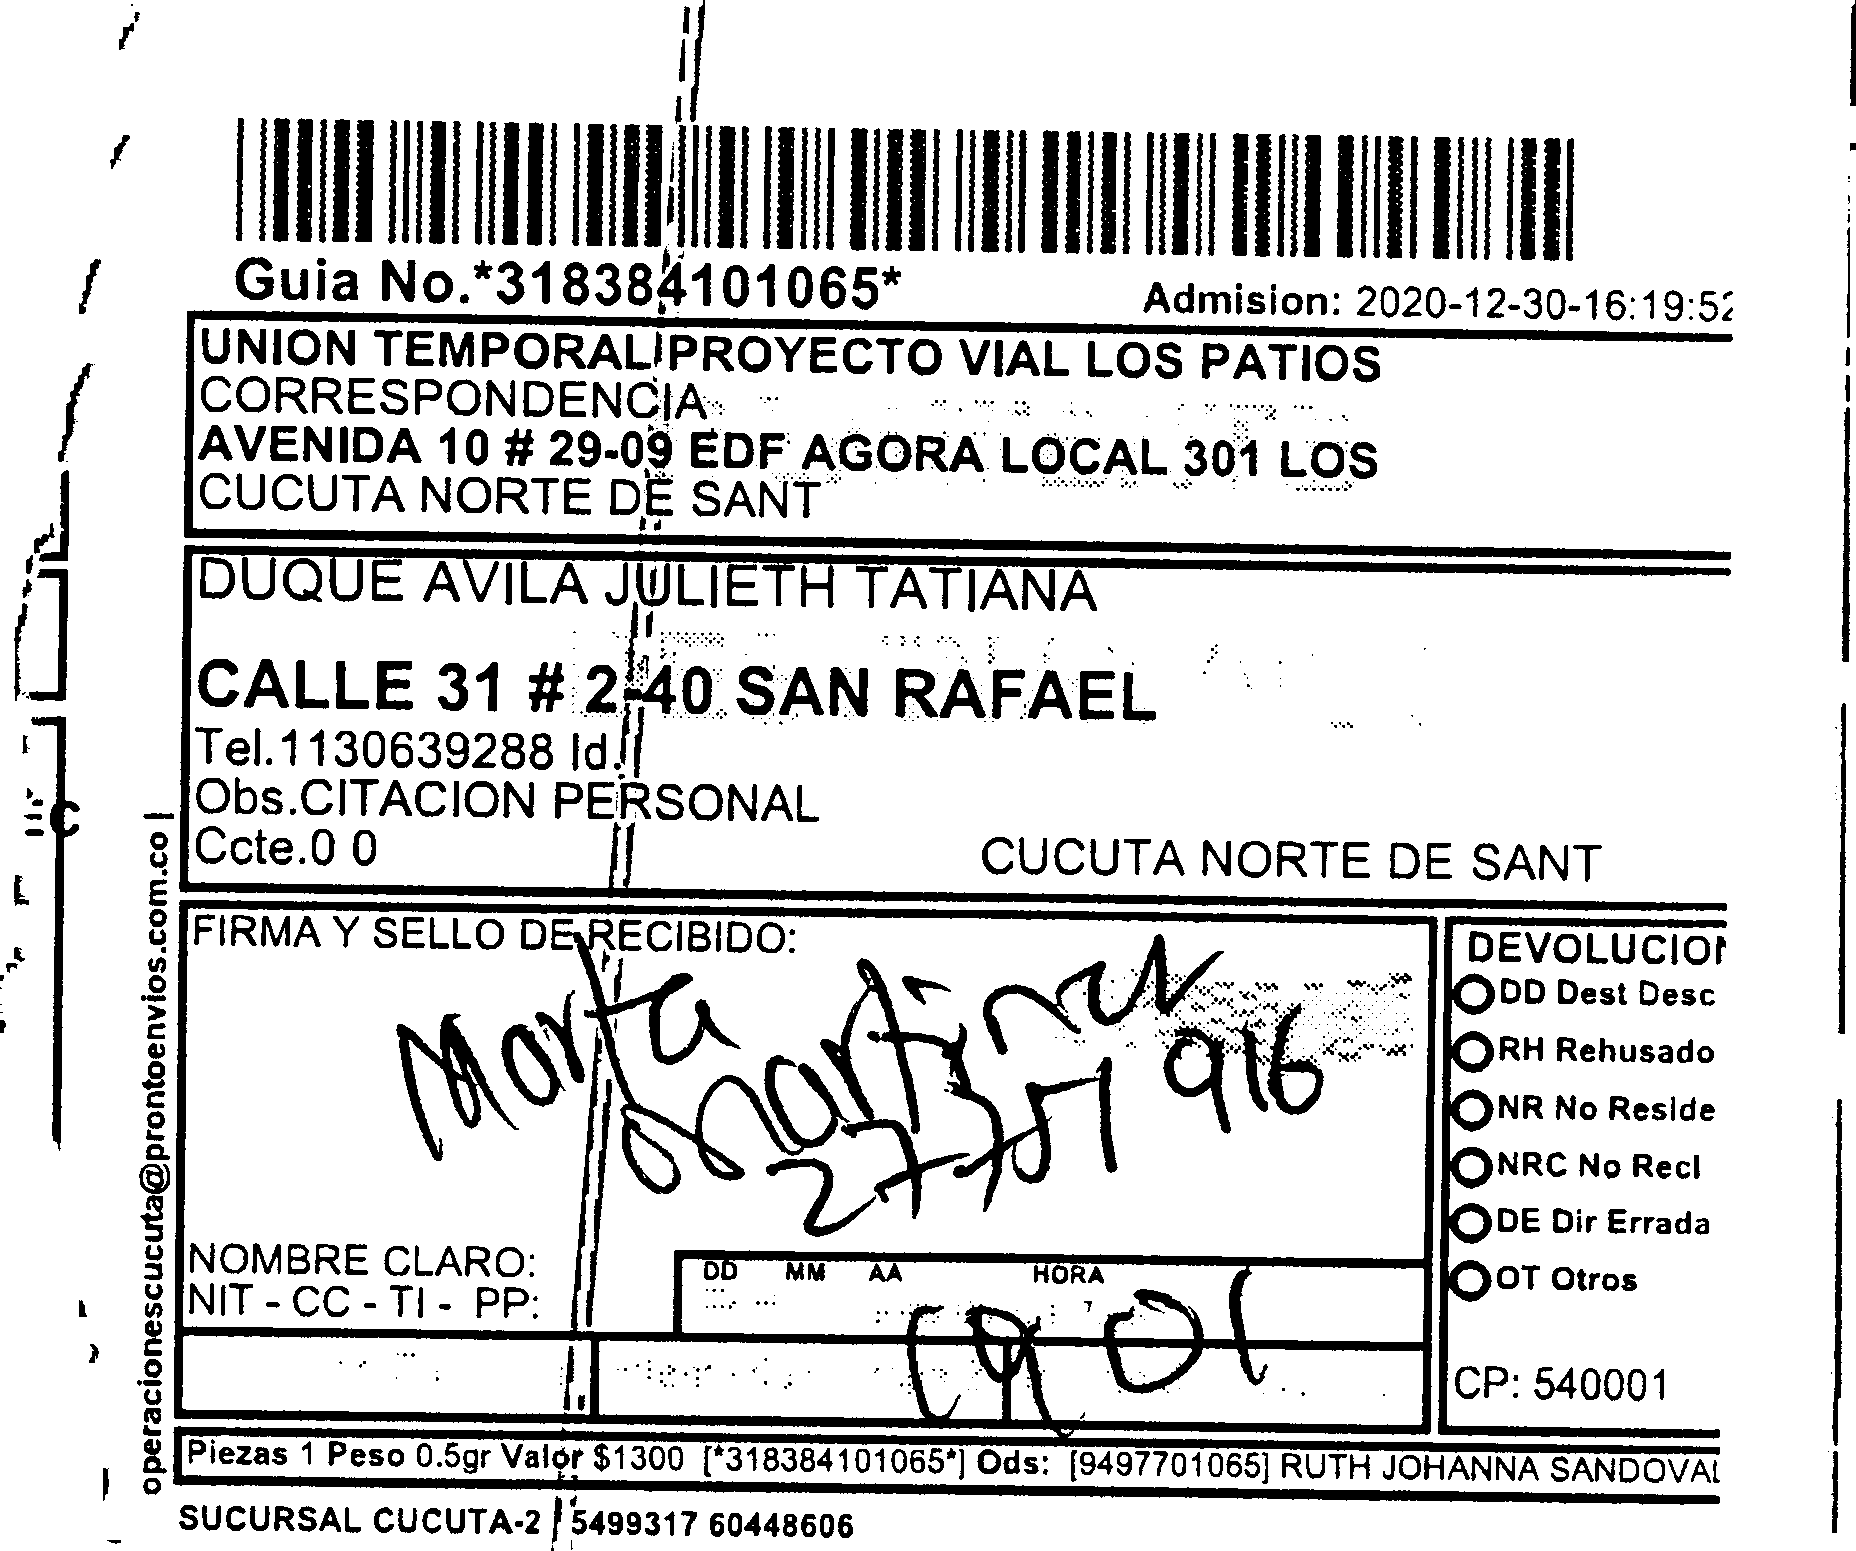 Guia No.*318384101065*
Admision: 2020-12-30-16:19:52
UNION TEMPORAL PROYECTO VIAL LOS PATIOS
CORRESPONDENCIA
AVENIDA 10 # 29-09 EDF AGORA LOCAL 301 LOS
CUCUTA NORTE DE SANT
DUQUE AVILA JULIETH TATIANA
CALLE 31 # 2-40 SAN RAFAEL
Tel.1130639288 Id.
Obs.CITACION PERSONAL
Ccte.0 0
CUCUTA NORTE DE SANT
operacionescucuta@prontoenvios.com.co |
FIRMA Y SELLO DE RECIBIDO:
Marta
Martinez
916
NOMBRE CLARO:
NIT - CC - TI - PP:
DD MM AA HORA
DEVOLUCION
DD Dest Desc
RH Rehusado
NR No Reside
NRC No Recl
DE Dir Errada
OT Otros
CP: 540001
Piezas 1 Peso 0.5gr Valor $1300 [*318384101065*] Ods: [9497701065] RUTH JOHANNA SANDOVAL
SUCURSAL CUCUTA-2 5499317 60448606